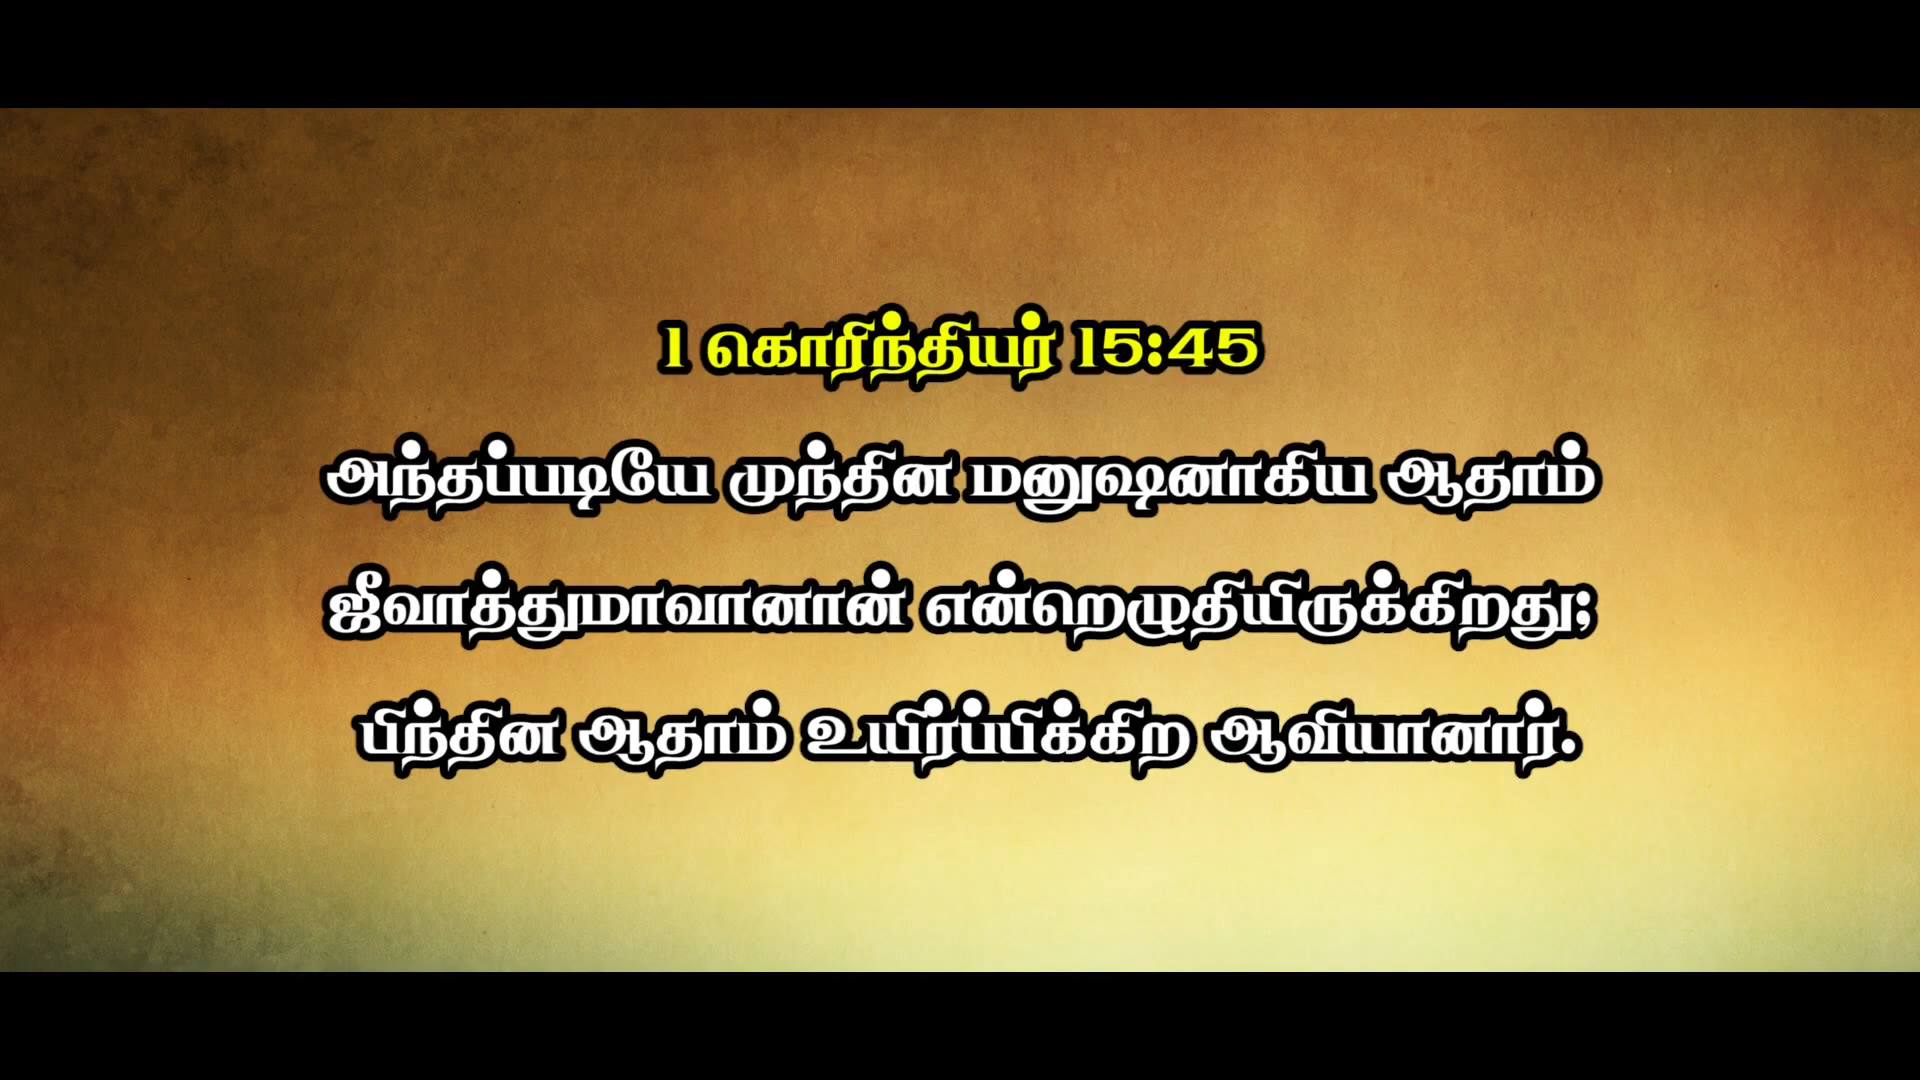 1 கொரிந்தியர் 15:45
அந்தப்படியே முந்தின மனுஷனாகிய ஆதாம்
ஜீவாத்துமாவானான் என்றெழுதியிருக்கிறது;
பிந்தின ஆதாம் உயிர்ப்பிக்கிற ஆவியானார்.